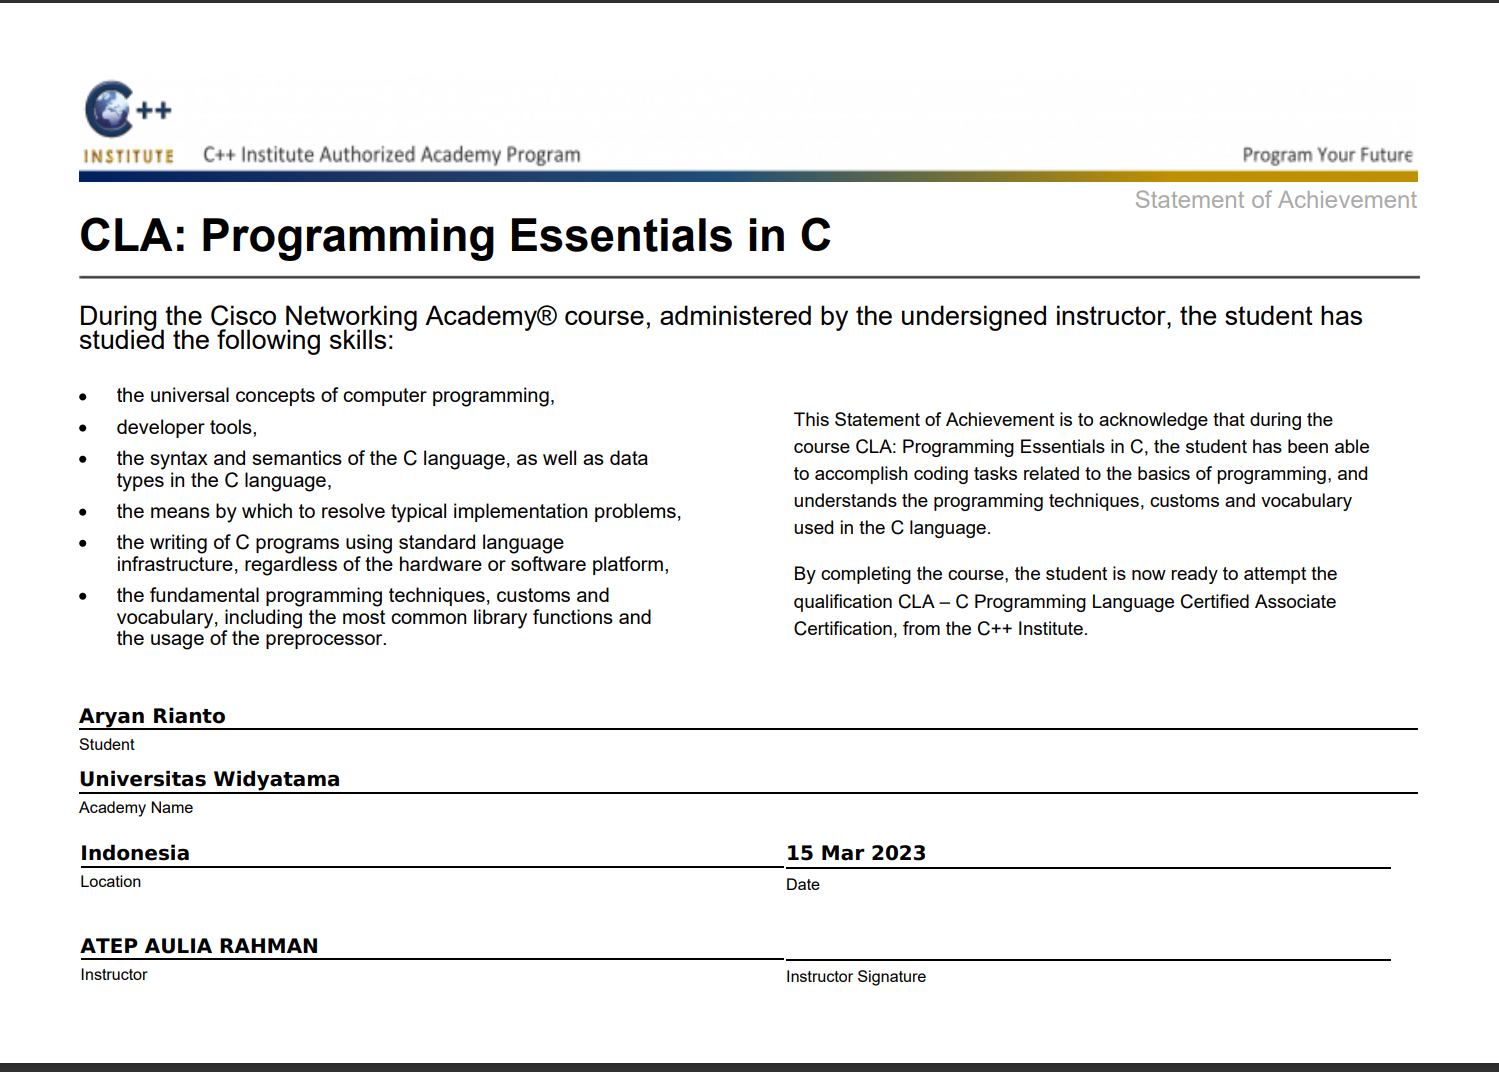 C++
INSTITUTE
C++ Institute Authorized Academy Program
Program Your Future
Statement of Achievement
CLA: Programming Essentials in C
During the Cisco Networking Academy® course, administered by the undersigned instructor, the student has
studied the following skills:
• the universal concepts of computer programming,
• developer tools,
• the syntax and semantics of the C language, as well as data
types in the C language,
• the means by which to resolve typical implementation problems,
• the writing of C programs using standard language
infrastructure, regardless of the hardware or software platform,
• the fundamental programming techniques, customs and
vocabulary, including the most common library functions and
the usage of the preprocessor.
This Statement of Achievement is to acknowledge that during the
course CLA: Programming Essentials in C, the student has been able
to accomplish coding tasks related to the basics of programming, and
understands the programming techniques, customs and vocabulary
used in the C language.
By completing the course, the student is now ready to attempt the
qualification CLA – C Programming Language Certified Associate
Certification, from the C++ Institute.
Aryan Rianto
Student
Universitas Widyatama
Academy Name
Indonesia
Location
15 Mar 2023
Date
ATEP AULIA RAHMAN
Instructor
Instructor Signature